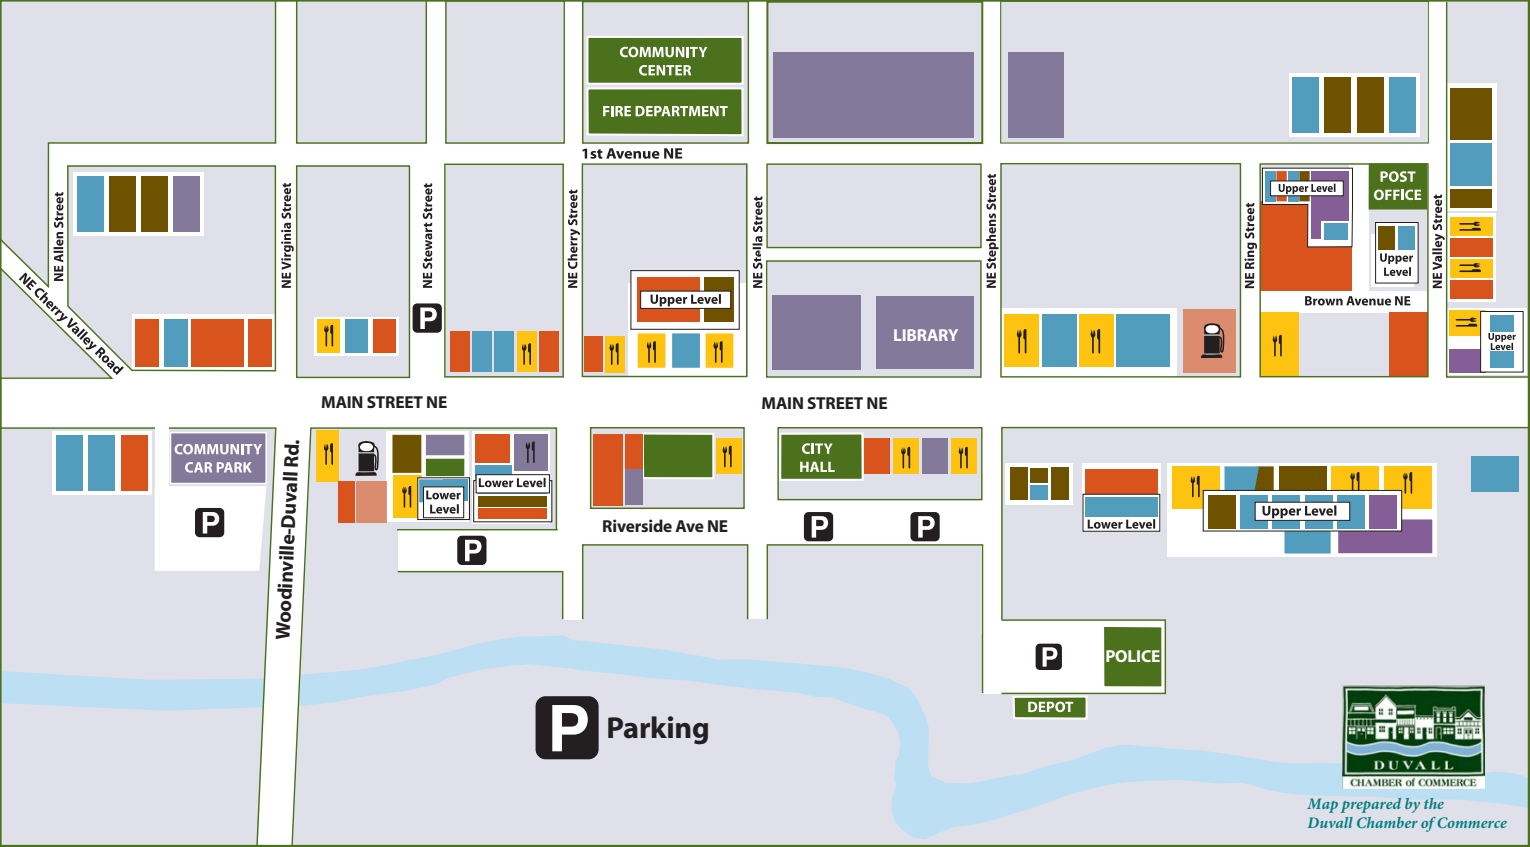 COMMUNITY
CENTER
FIRE DEPARTMENT
1st Avenue NE
NE Allen Street
NE Virginia Street
NE Stewart Street
NE Cherry Street
NE Stella Street
NE Stephens Street
NE Ring Street
NE Valley Street
Upper Level
POST
OFFICE
Upper
Level
Brown Avenue NE
NE Cherry Valley Road
P
Upper Level
LIBRARY
Upper
Level
MAIN STREET NE
MAIN STREET NE
COMMUNITY
CAR PARK
P
Woodinville-Duvall Rd.
Lower
Level
Lower Level
P
Riverside Ave NE
CITY
HALL
P
P
Lower Level
Upper Level
P
POLICE
DEPOT
P Parking
DUVALL
CHAMBER of COMMERCE
Map prepared by the
Duvall Chamber of Commerce